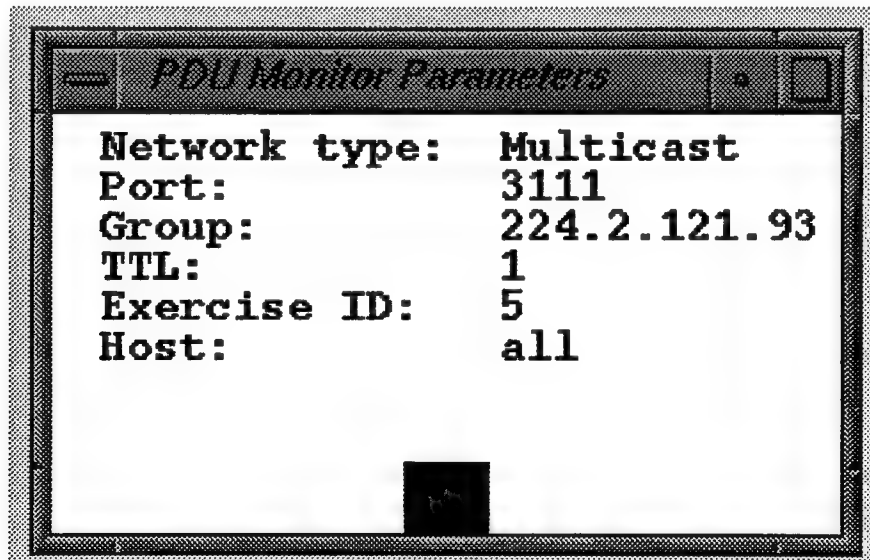 PDU Monitor Parameters
Network type: Multicast
Port: 3111
Group: 224.2.121.93
TTL: 1
Exercise ID: 5
Host: all